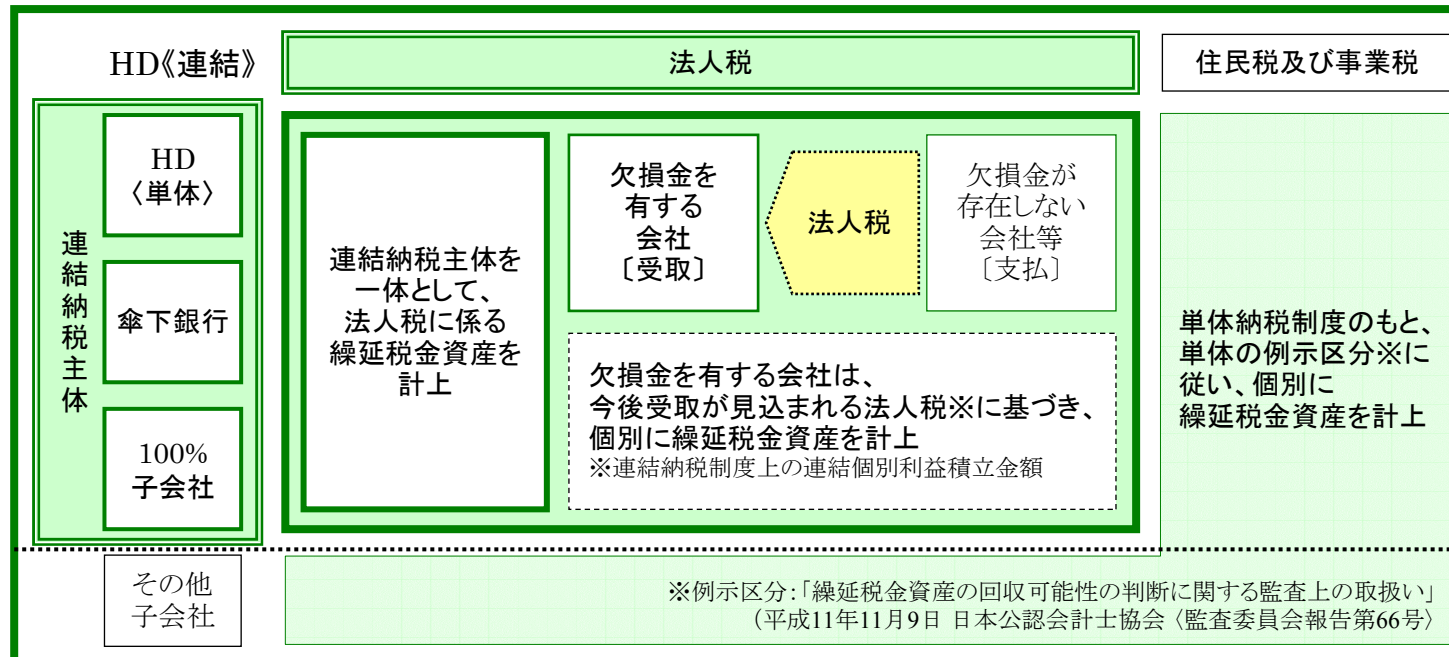 HD《連結》
法人税
住民税及び事業税
連結納税主体
HD
〈単体〉
傘下銀行
100%
子会社
連結納税主体を
一体として、
法人税に係る
繰延税金資産を
計上
欠損金を
有する
会社
〔受取〕
法人税
欠損金が
存在しない
会社等
〔支払〕
欠損金を有する会社は、
今後受取が見込まれる法人税※に基づき、
個別に繰延税金資産を計上
※連結納税制度上の連結個別利益積立金額
単体納税制度のもと、
単体の例示区分※に
従い、個別に
繰延税金資産を計上
その他
子会社
※例示区分:「繰延税金資産の回収可能性の判断に関する監査上の取扱い」
（平成11年11月9日 日本公認会計士協会〈監査委員会報告第66号〉